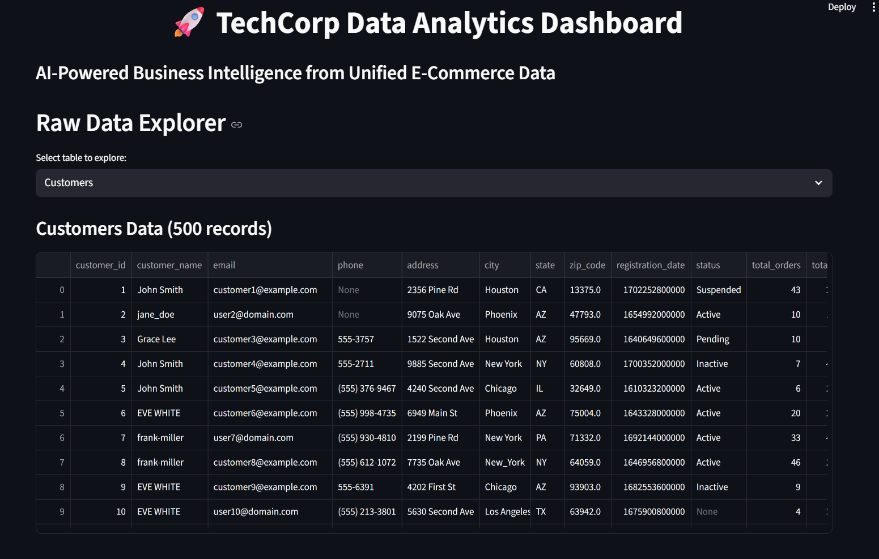 Deploy
🚀 TechCorp Data Analytics Dashboard
AI-Powered Business Intelligence from Unified E-Commerce Data
Raw Data Explorer
Select table to explore:
Customers
Customers Data (500 records)
customer_id customer_name email phone address city state zip_code registration_date status total_orders tota
0 1 John Smith customer1@example.com None 2356 Pine Rd Houston CA 13375.0 1702252800000 Suspended 43
1 2 jane_doe user2@domain.com None 9075 Oak Ave Phoenix AZ 47793.0 1654992000000 Active 10
2 3 Grace Lee customer3@example.com 555-3757 1522 Second Ave Houston AZ 95669.0 1640649600000 Pending 10
3 4 John Smith customer4@example.com 555-2711 9885 Second Ave New York NY 60808.0 1700352000000 Inactive 7
4 5 John Smith customer5@example.com (555) 376-9467 4240 Second Ave Chicago IL 32649.0 1610323200000 Active 6
5 6 EVE WHITE customer6@example.com (555) 998-4735 6949 Main St Phoenix AZ 75004.0 1643328000000 Active 20
6 7 frank-miller user7@domain.com (555) 930-4810 2199 Pine Rd New York PA 71332.0 1692144000000 Active 33
7 8 frank-miller customer8@example.com (555) 612-1072 7735 Oak Ave New_York NY 64059.0 1646956800000 Active 46
8 9 EVE WHITE customer9@example.com 555-6391 4202 First St Chicago AZ 93903.0 1682553600000 Inactive 9
9 10 EVE WHITE user10@domain.com (555) 213-3801 5630 Second Ave Los Angeles TX 63942.0 1675900800000 None 4